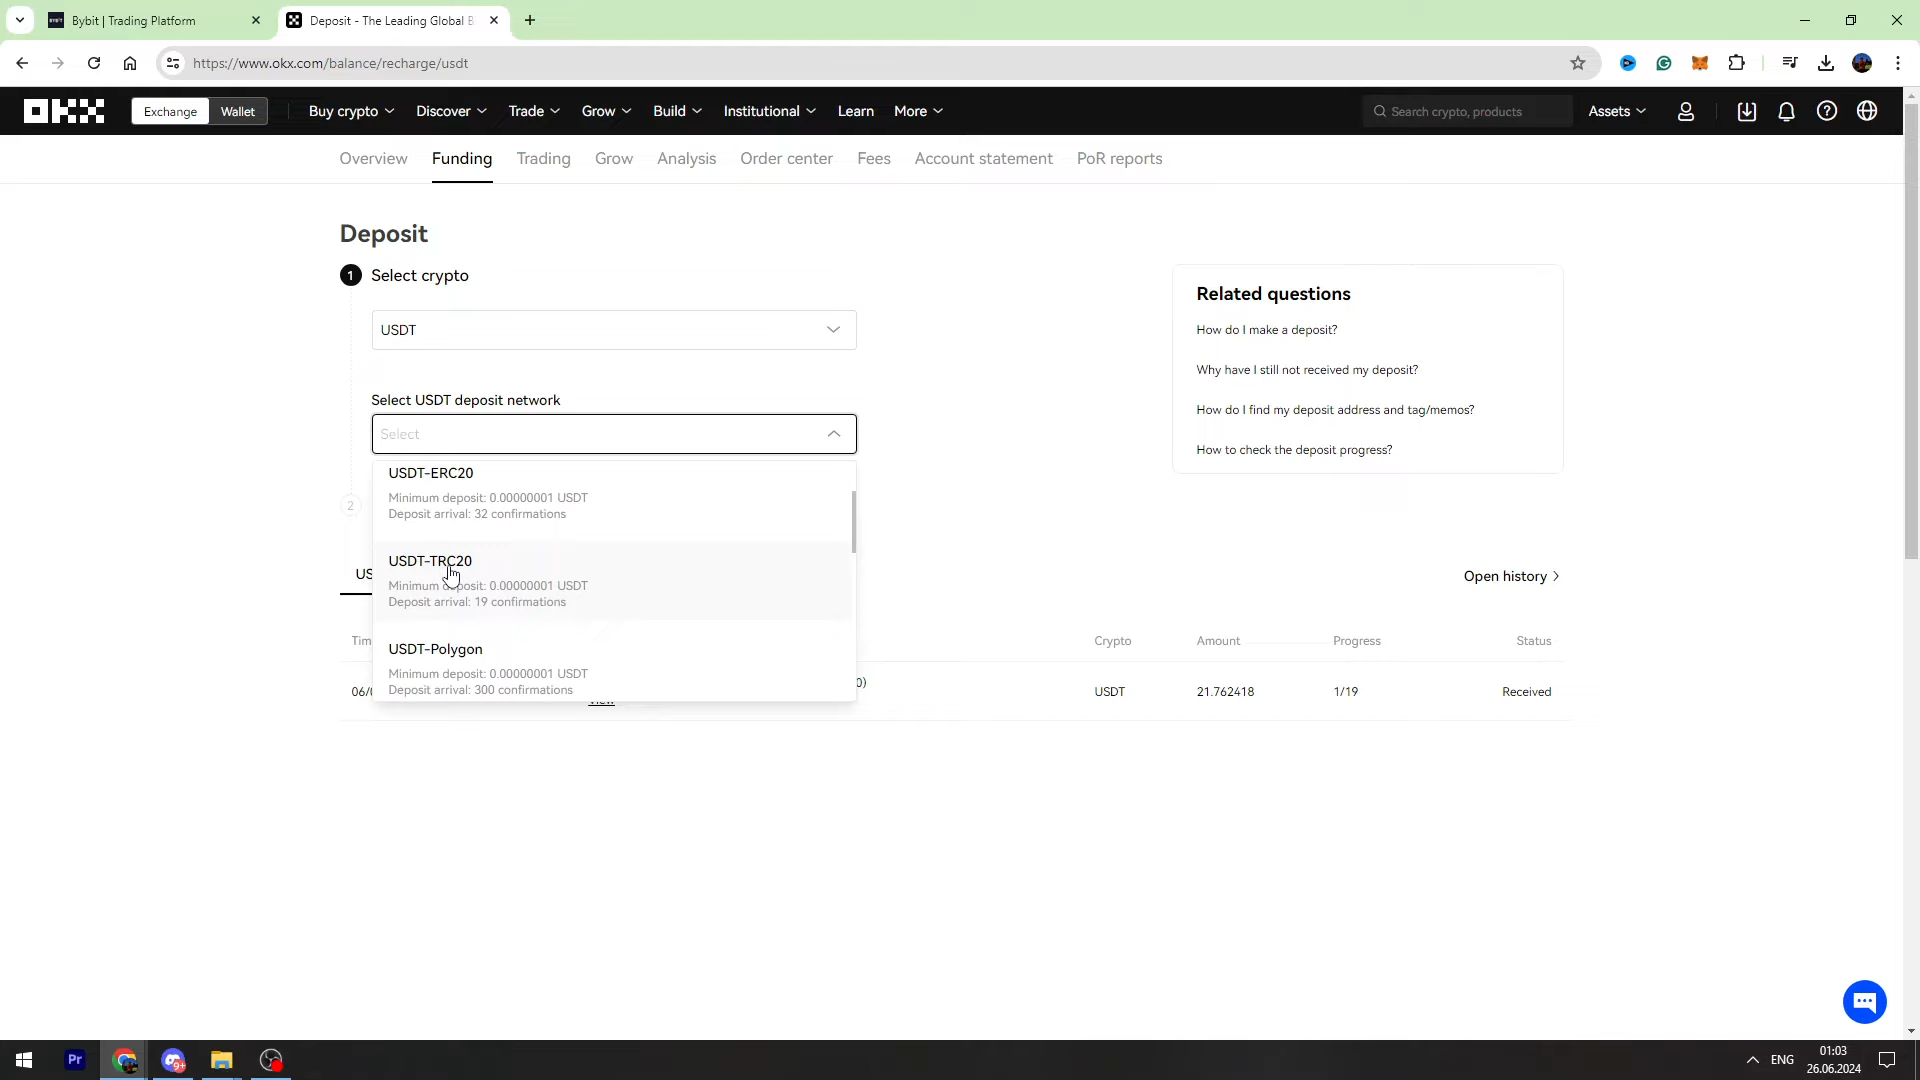 Bybit | Trading Platform
Deposit - The Leading Global B
https://www.okx.com/balance/recharge/usdt
OKX
Exchange
Wallet
Buy crypto
Discover
Trade
Grow
Build
Institutional
Learn
More
Search crypto, products
Assets
Overview
Funding
Trading
Grow
Analysis
Order center
Fees
Account statement
PoR reports
Deposit
1
Select crypto
USDT
Select USDT deposit network
Select
USDT-ERC20
Minimum deposit: 0.00000001 USDT
Deposit arrival: 32 confirmations
2
USDT-TRC20
Minimum deposit: 0.00000001 USDT
Deposit arrival: 19 confirmations
USDT-Polygon
Minimum deposit: 0.00000001 USDT
Deposit arrival: 300 confirmations
Related questions
How do I make a deposit?
Why have I still not received my deposit?
How do I find my deposit address and tag/memos?
How to check the deposit progress?
US
Open history
Tim
Crypto
Amount
Progress
Status
06/
0)
View
USDT
21.762418
1/19
Received
Pr
9+
ENG
01:03
26.06.2024